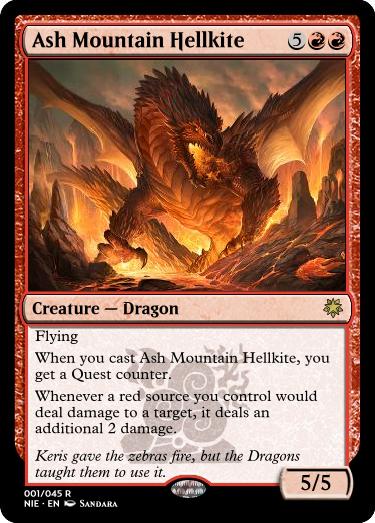 Ash Mountain Hellkite 5
Creature — Dragon
Flying
When you cast Ash Mountain Hellkite, you
get a Quest counter.
Whenever a red source you control would
deal damage to a target, it deals an
additional 2 damage.
Keris gave the zebras fire, but the Dragons
taught them to use it.
5/5
001/045 R
NIE • EN Sandara